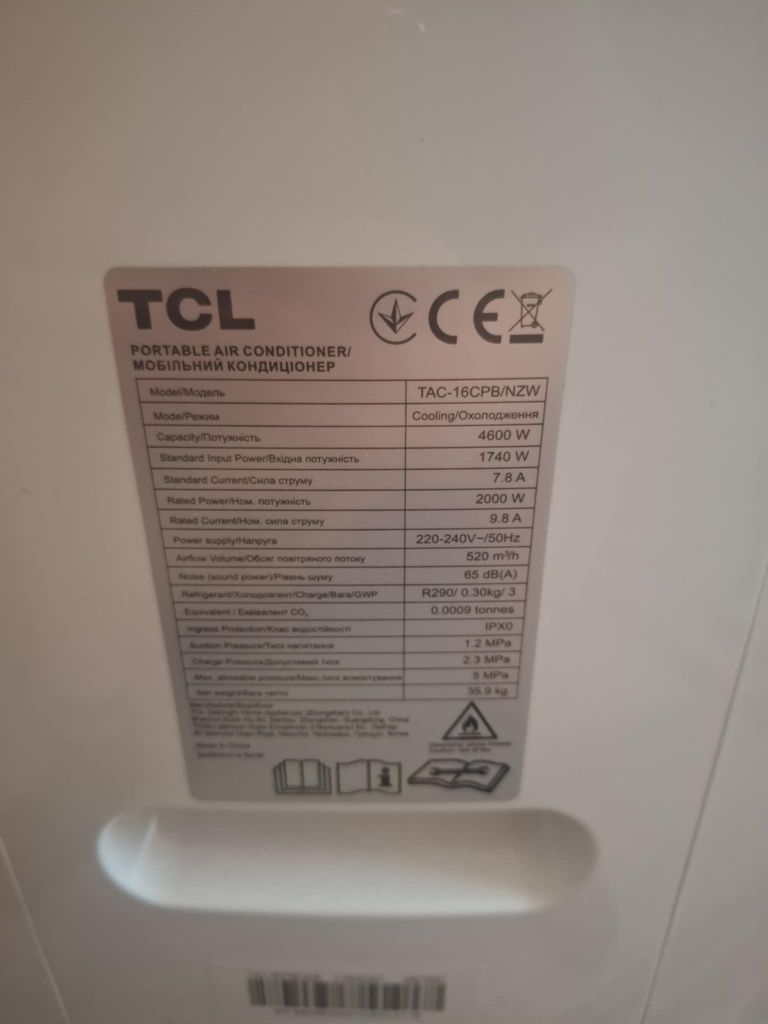 TCL
CE
PORTABLE AIR CONDITIONER/
МОБІЛЬНИЙ КОНДИЦІОНЕР
Model/Модель TAC-16CPB/NZW
Mode/Режим Cooling/Охолодження
Capacity/Потужність 4600 W
Standard Input Power/Вхідна потужність 1740 W
Standard Current/Сила струму 7.8 A
Rated Power/Ном. потужність 2000 W
Rated Current/Ном. сила струму 9.8 A
Power supply/Напруга 220-240V~/50Hz
Airflow Volume/Обсяг повітряного потоку 520 m³/h
Noise (sound power)/Рівень шуму 65 dB(A)
Refrigerant/Холодоагент/Charge/Вага/GWP R290/ 0.30kg/ 3
Equivalent / Еквівалент CO₂ 0.0009 tonnes
Ingress Protection/Клас водостійкості IPX0
Suction Pressure/Тиск нагнітання 1.2 MPa
Charge Pressure/Допустимий тиск 2.3 MPa
Max. allowable pressure/Макс тиск 5 MPa
Net weight/Вага нетто 35.9 kg
Made in China